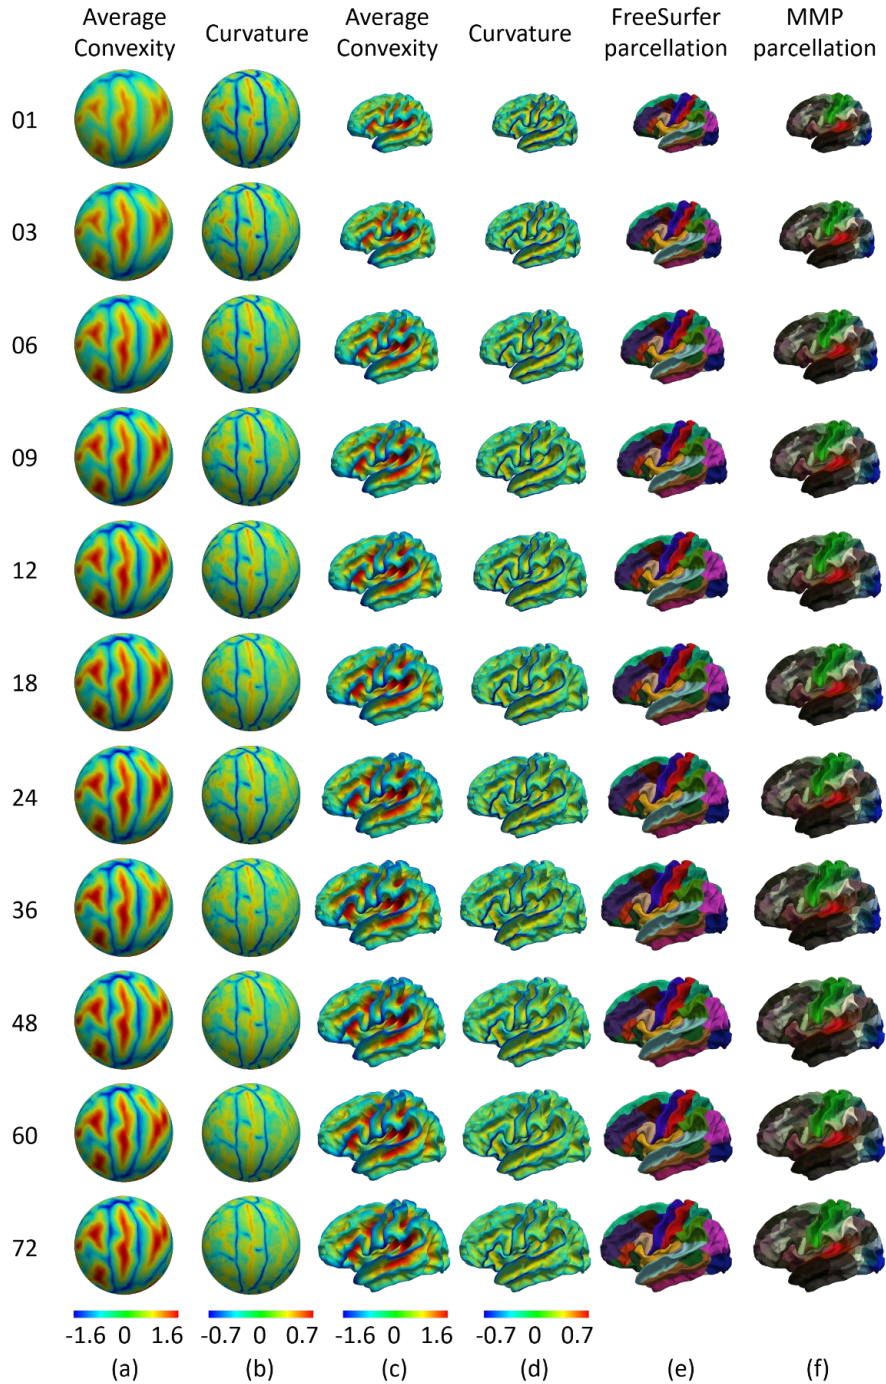 Average Convexity
Curvature
Average Convexity
Curvature
FreeSurfer parcellation
MMP parcellation
01
03
06
09
12
18
24
36
48
60
72
-1.6 0 1.6
-0.7 0 0.7
-1.6 0 1.6
-0.7 0 0.7
(a) (b) (c) (d) (e) (f)